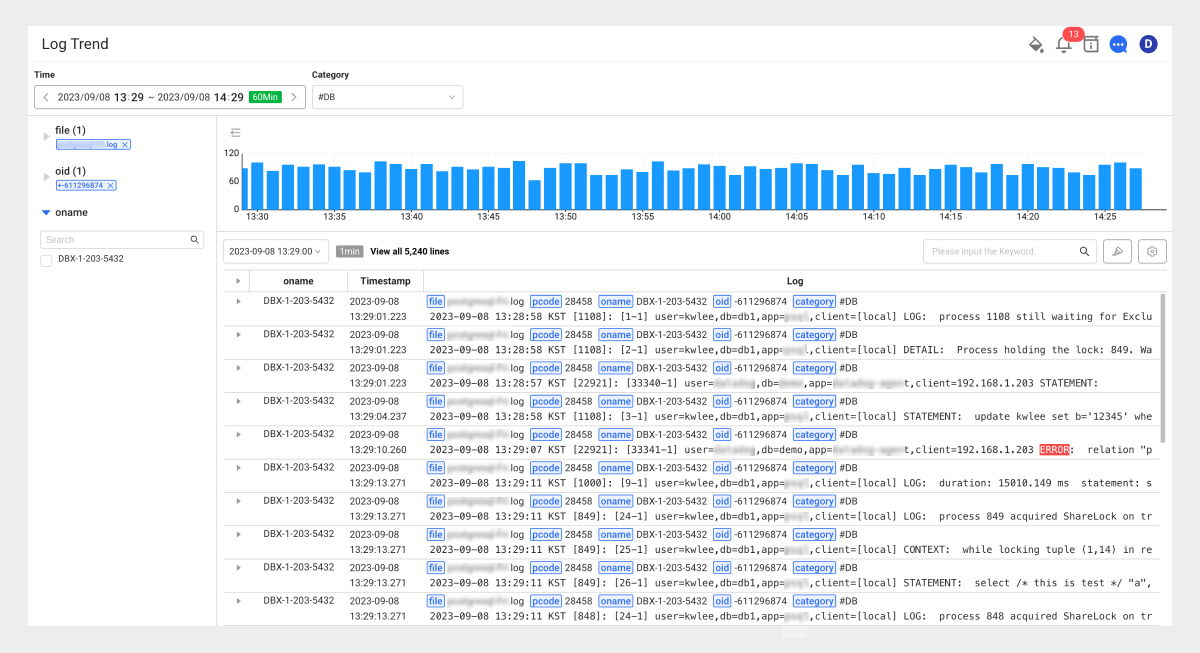 Log Trend
13
D
Time
Category
2023/09/08 13:29 ~ 2023/09/08 14:29 60Min
#DB
file (1)
.log
oid (1)
+-611296874
oname
Search
DBX-1-203-5432
120
60
0
13:30 13:35 13:40 13:45 13:50 13:55 14:00 14:05 14:10 14:15 14:20 14:25
2023-09-08 13:29:00 1min View all 5,240 lines
Please input the Keyword.
oname Timestamp Log
DBX-1-203-5432 2023-09-08 file log pcode 28458 oname DBX-1-203-5432 oid -611296874 category #DB
13:29:01.223 2023-09-08 13:28:58 KST [1108]: [1-1] user=kwlee,db=db1,app= ,client=[local] LOG:  process 1108 still waiting for Exclu
DBX-1-203-5432 2023-09-08 file log pcode 28458 oname DBX-1-203-5432 oid -611296874 category #DB
13:29:01.223 2023-09-08 13:28:58 KST [1108]: [2-1] user=kwlee,db=db1,app= ,client=[local] DETAIL:  Process holding the lock: 849. Wa
DBX-1-203-5432 2023-09-08 file log pcode 28458 oname DBX-1-203-5432 oid -611296874 category #DB
13:29:01.223 2023-09-08 13:28:57 KST [22921]: [33340-1] user= ,db= ,app= t,client=192.168.1.203 STATEMENT:
DBX-1-203-5432 2023-09-08 file log pcode 28458 oname DBX-1-203-5432 oid -611296874 category #DB
13:29:04.237 2023-09-08 13:28:58 KST [1108]: [3-1] user=kwlee,db=db1,app= ,client=[local] STATEMENT:  update kwlee set b='12345' whe
DBX-1-203-5432 2023-09-08 file log pcode 28458 oname DBX-1-203-5432 oid -611296874 category #DB
13:29:10.260 2023-09-08 13:29:07 KST [22921]: [33341-1] user= ,db=demo,app= t,client=192.168.1.203 ERROR:  relation "p
DBX-1-203-5432 2023-09-08 file log pcode 28458 oname DBX-1-203-5432 oid -611296874 category #DB
13:29:13.271 2023-09-08 13:29:11 KST [1000]: [9-1] user=kwlee,db=db1,app= ,client=[local] LOG:  duration: 15010.149 ms  statement: s
DBX-1-203-5432 2023-09-08 file log pcode 28458 oname DBX-1-203-5432 oid -611296874 category #DB
13:29:13.271 2023-09-08 13:29:11 KST [849]: [24-1] user=kwlee,db=db1,app= ,client=[local] LOG:  process 849 acquired ShareLock on tr
DBX-1-203-5432 2023-09-08 file log pcode 28458 oname DBX-1-203-5432 oid -611296874 category #DB
13:29:13.271 2023-09-08 13:29:11 KST [849]: [25-1] user=kwlee,db=db1,app= ,client=[local] CONTEXT:  while locking tuple (1,14) in re
DBX-1-203-5432 2023-09-08 file log pcode 28458 oname DBX-1-203-5432 oid -611296874 category #DB
13:29:13.271 2023-09-08 13:29:11 KST [849]: [26-1] user=kwlee,db=db1,app= ,client=[local] STATEMENT:  select /* this is test */ "a",
DBX-1-203-5432 2023-09-08 file log pcode 28458 oname DBX-1-203-5432 oid -611296874 category #DB
13:29:13.271 2023-09-08 13:29:11 KST [848]: [24-1] user=kwlee,db=db1,app= ,client=[local] LOG:  process 848 acquired ShareLock on tr